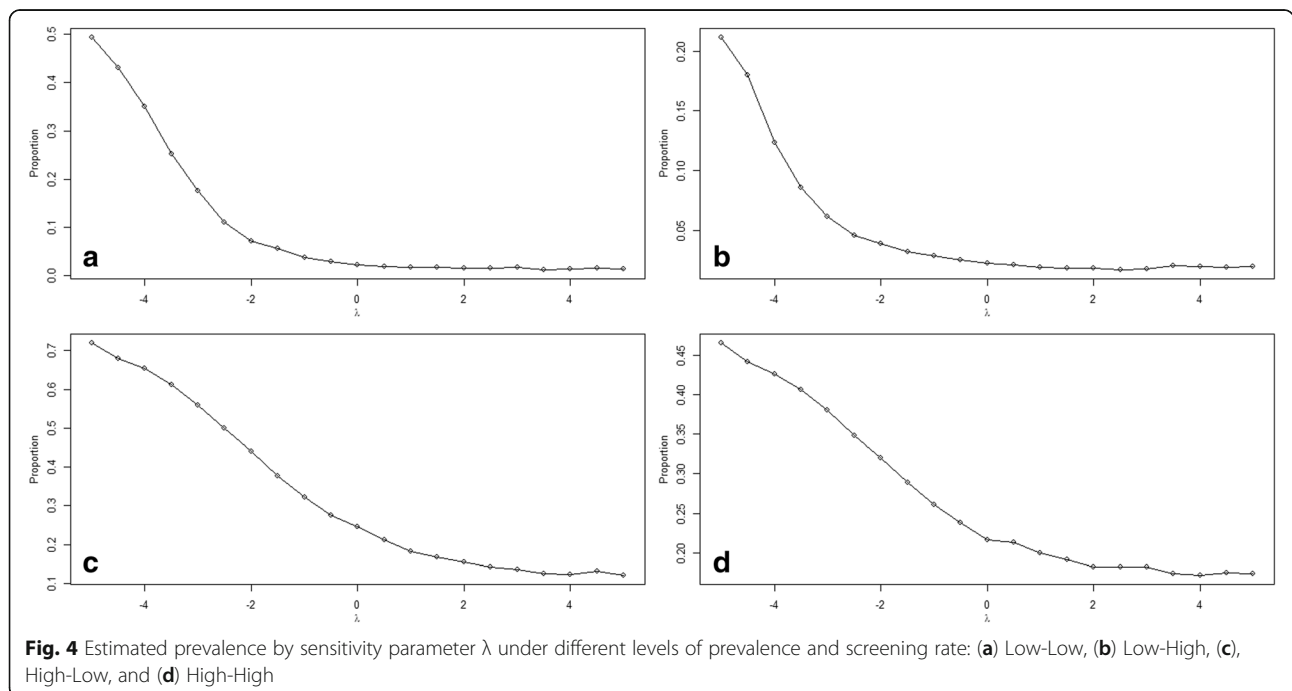 0.5
0.4
0.3
0.2
0.1
0.0
Proportion
a
-4 -2 0 2 4
λ
0.20
0.15
0.10
0.05
Proportion
b
-4 -2 0 2 4
λ
0.7
0.6
0.5
0.4
0.3
0.2
0.1
Proportion
c
-4 -2 0 2 4
λ
0.45
0.40
0.35
0.30
0.25
0.20
Proportion
d
-4 -2 0 2 4
λ
Fig. 4 Estimated prevalence by sensitivity parameter λ under different levels of prevalence and screening rate: (a) Low-Low, (b) Low-High, (c),
High-Low, and (d) High-High